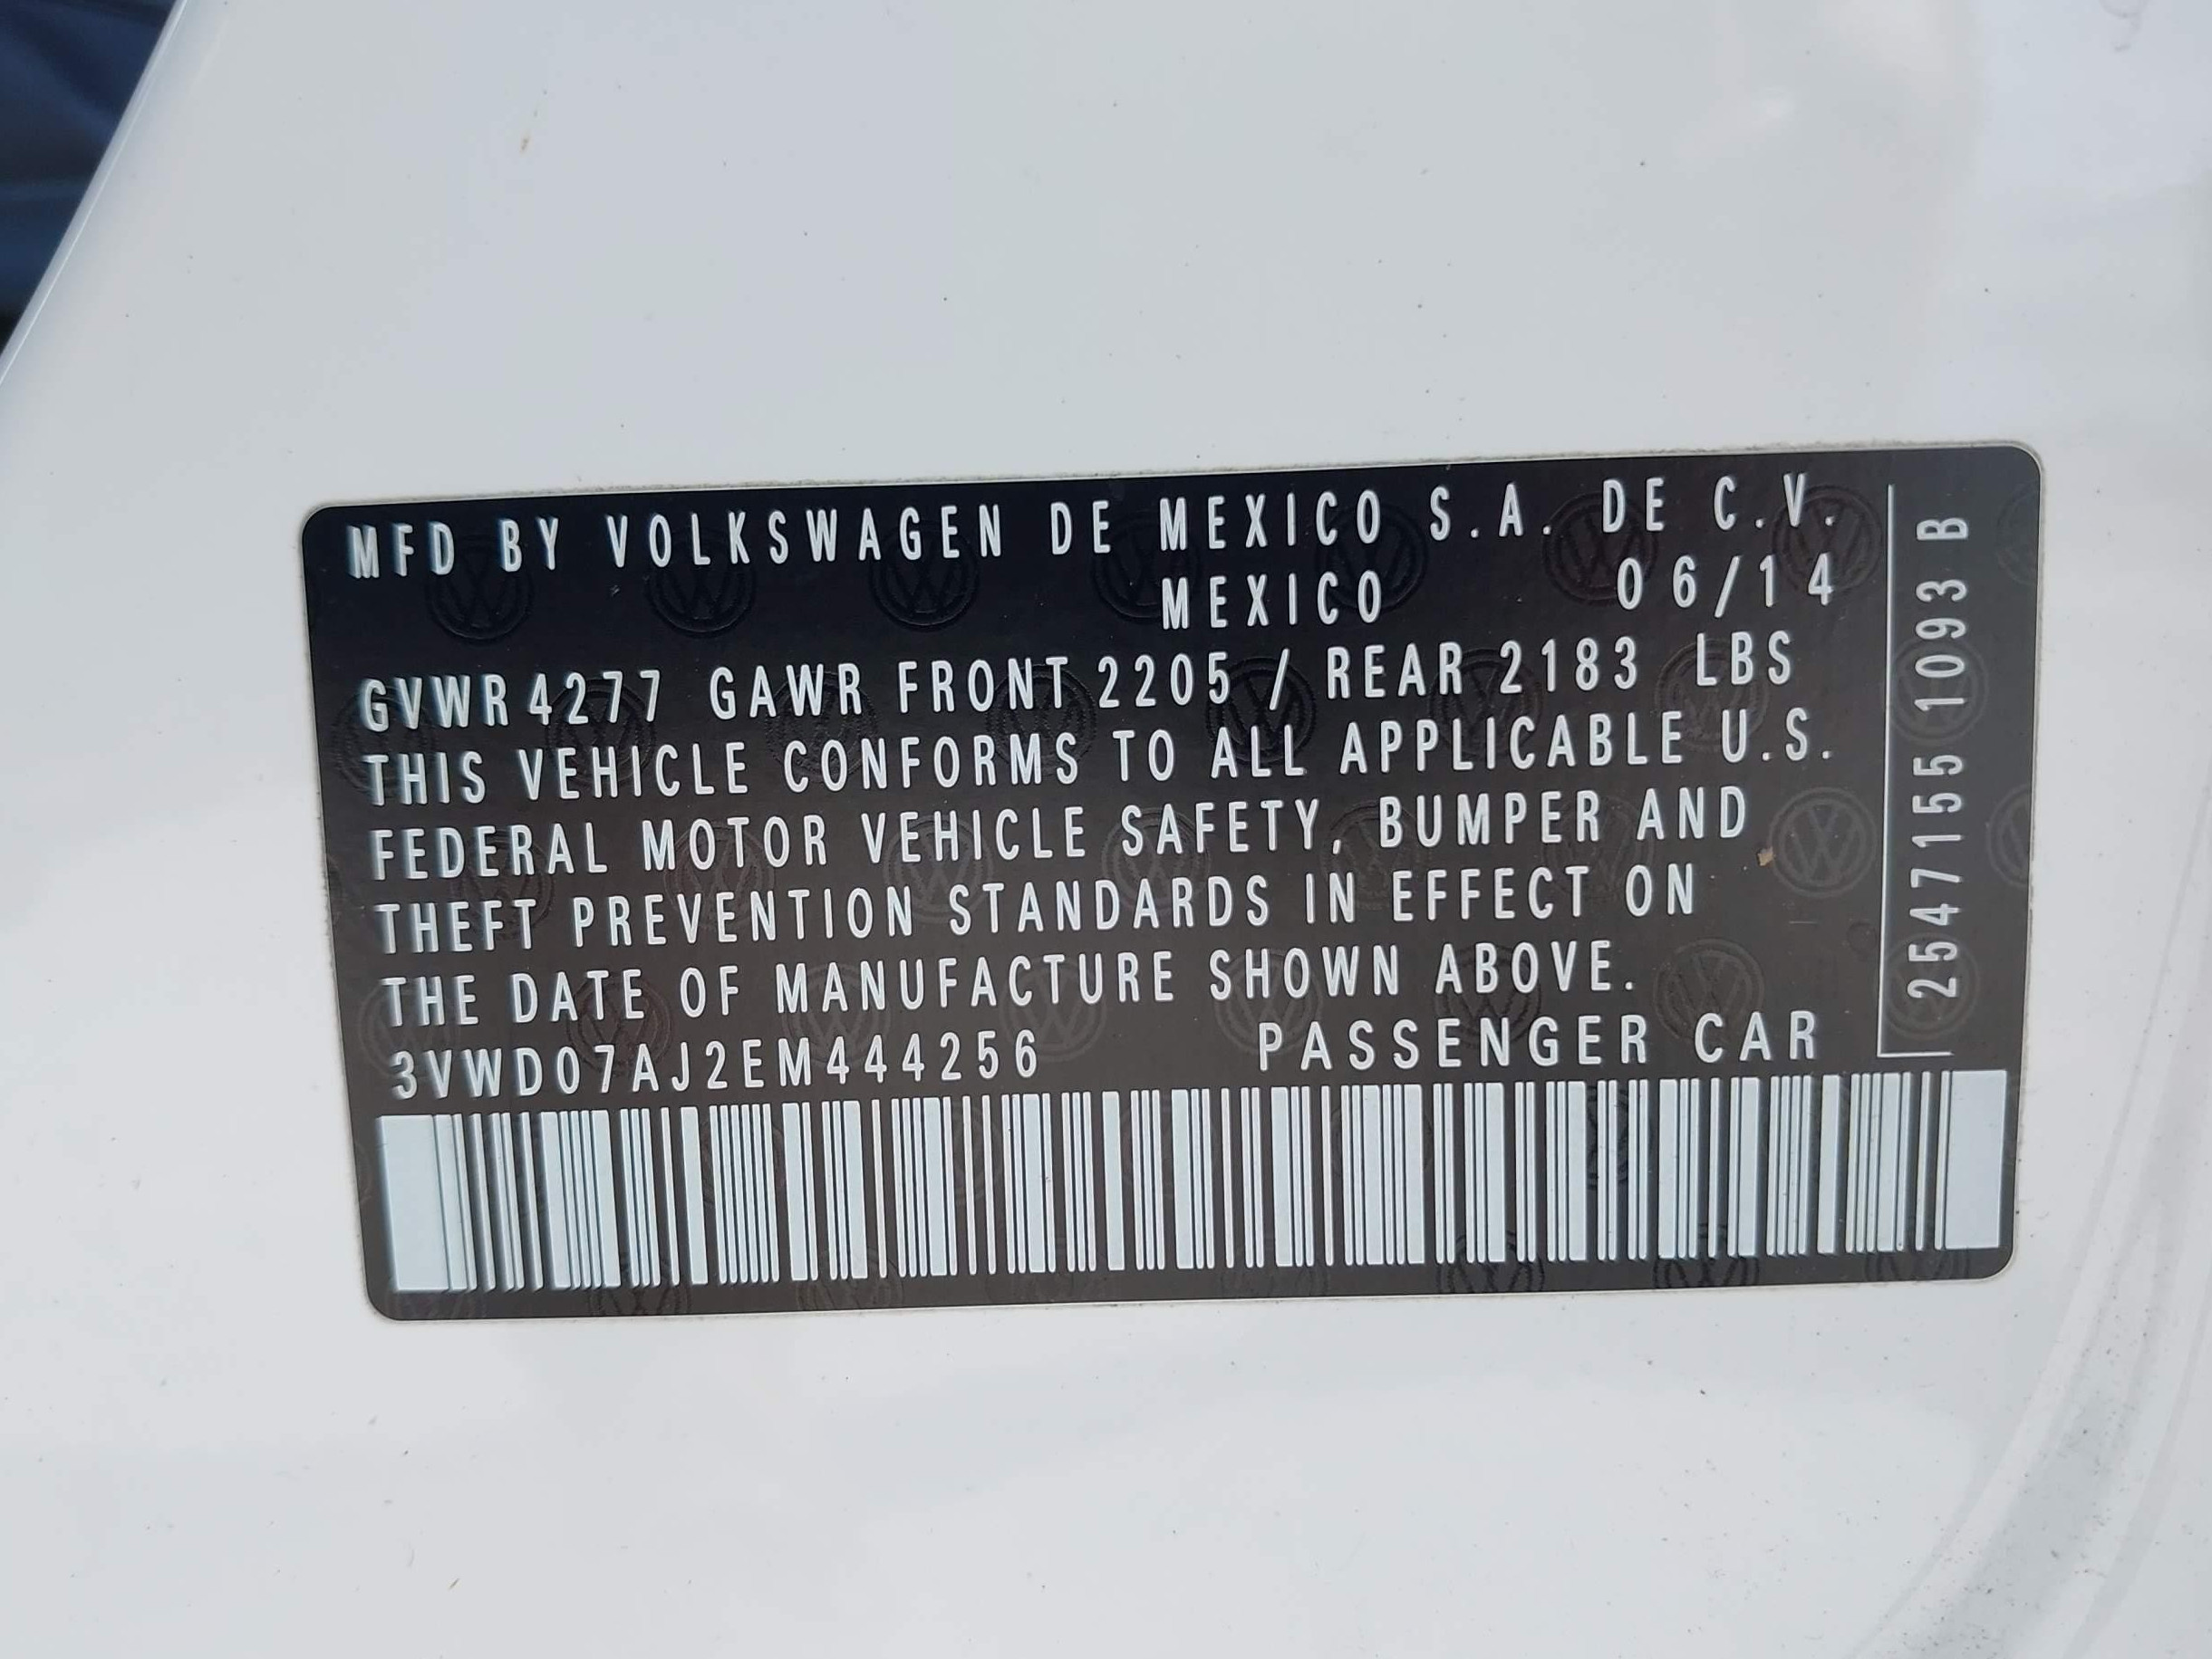 MFD BY VOLKSWAGEN DE MEXICO S.A. DE C.V.
MEXICO 06/14
GVWR 4277 GAWR FRONT 2205 / REAR 2183 LBS
THIS VEHICLE CONFORMS TO ALL APPLICABLE U.S.
FEDERAL MOTOR VEHICLE SAFETY, BUMPER AND
THEFT PREVENTION STANDARDS IN EFFECT ON
THE DATE OF MANUFACTURE SHOWN ABOVE.
3VWD07AJ2EM444256 PASSENGER CAR
2547155 1093 B